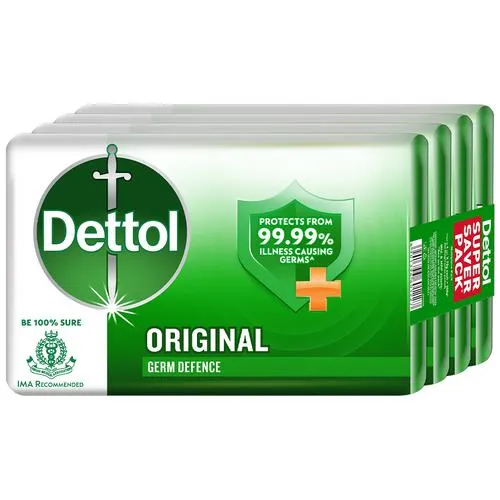 Dettol
PROTECTS FROM
99.99%
ILLNESS CAUSING
GERMS^
BE 100% SURE
IMA RECOMMENDED
ORIGINAL
GERM DEFENCE
Dettol
SUPER
SAVER
PACK